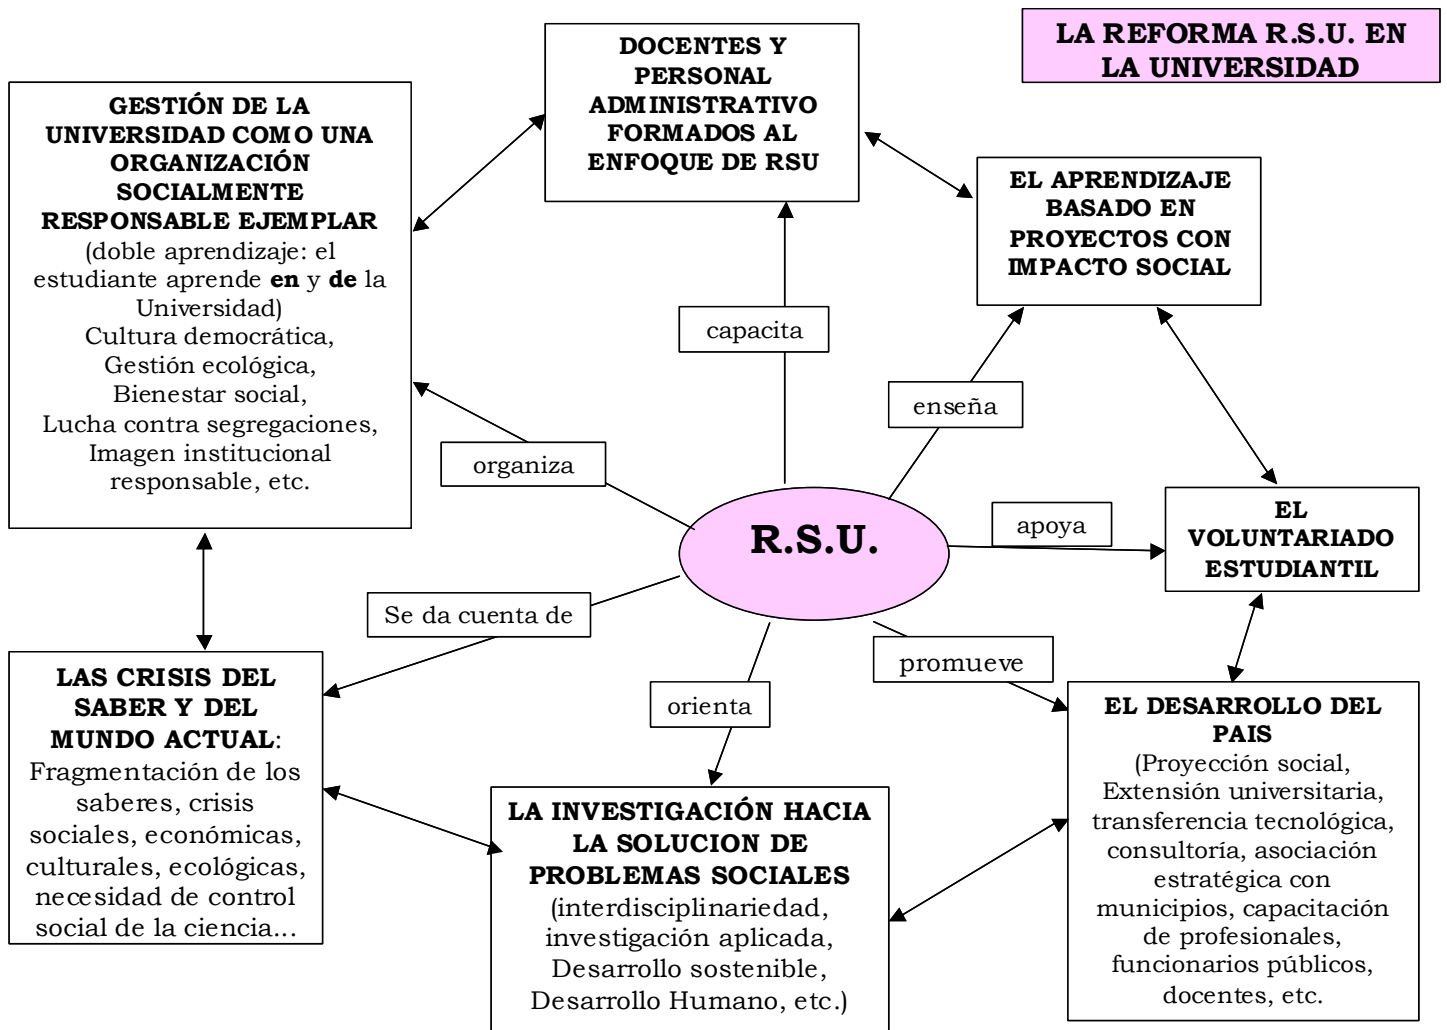 LA REFORMA R.S.U. EN
LA UNIVERSIDAD
DOCENTES Y
PERSONAL
ADMINISTRATIVO
FORMADOS AL
ENFOQUE DE RSU
GESTIÓN DE LA
UNIVERSIDAD COMO UNA
ORGANIZACIÓN
SOCIALMENTE
RESPONSABLE EJEMPLAR
(doble aprendizaje: el
estudiante aprende en y de la
Universidad)
Cultura democrática,
Gestión ecológica,
Bienestar social,
Lucha contra segregaciones,
Imagen institucional
responsable, etc.
EL APRENDIZAJE
BASADO EN
PROYECTOS CON
IMPACTO SOCIAL
capacita
enseña
organiza
R.S.U.
apoya
EL
VOLUNTARIADO
ESTUDIANTIL
Se da cuenta de
promueve
orienta
LAS CRISIS DEL
SABER Y DEL
MUNDO ACTUAL:
Fragmentación de los
saberes, crisis
sociales, económicas,
culturales, ecológicas,
necesidad de control
social de la ciencia...
LA INVESTIGACIÓN HACIA
LA SOLUCION DE
PROBLEMAS SOCIALES
(interdisciplinariedad,
investigación aplicada,
Desarrollo sostenible,
Desarrollo Humano, etc.)
EL DESARROLLO DEL
PAIS
(Proyección social,
Extensión universitaria,
transferencia tecnológica,
consultoría, asociación
estratégica con
municipios, capacitación
de profesionales,
funcionarios públicos,
docentes, etc.